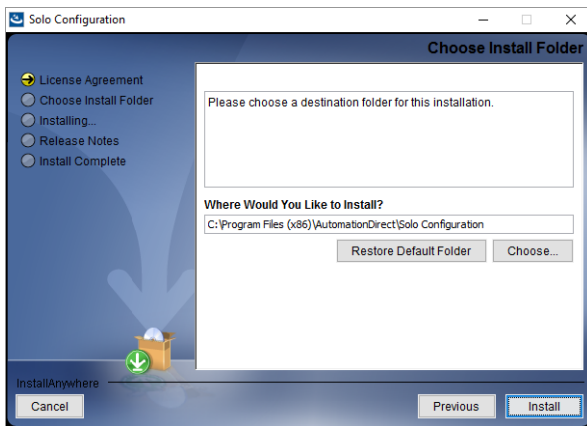 Solo Configuration
Choose Install Folder
License Agreement
Choose Install Folder
Installing...
Release Notes
Install Complete
Please choose a destination folder for this installation.
Where Would You Like to Install?
C:\Program Files (x86)\AutomationDirect\Solo Configuration
Restore Default Folder
Choose...
InstallAnywhere
Cancel
Previous
Install